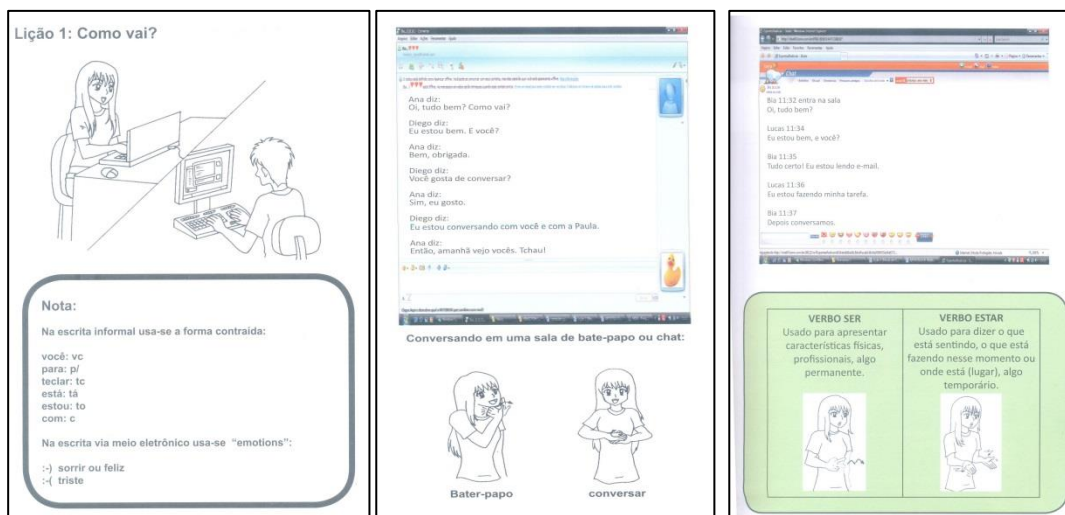 Lição 1: Como vai?
Nota:
Na escrita informal usa-se a forma contraida:
você: vc
para: p/
teclar: tc
está: tá
estou: to
com: c
Na escrita via meio eletrônico usa-se "emotions":
:-) sorrir ou feliz
:-( triste
Ana diz:
Oi, tudo bem? Como vai?
Diego diz:
Eu estou bem. E você?
Ana diz:
Bem, obrigada.
Diego diz:
Você gosta de conversar?
Ana diz:
Sim, eu gosto.
Diego diz:
Eu estou conversando com você e com a Paula.
Ana diz:
Então, amanhã vejo vocês. Tchau!
Conversando em uma sala de bate-papo ou chat:
Bater-papo
conversar
Bia 11:32 entra na sala
Oi, tudo bem?
Lucas 11:34
Eu estou bem, e você?
Bia 11:35
Tudo certo! Eu estou lendo e-mail.
Lucas 11:36
Eu estou fazendo minha tarefa.
Bia 11:37
Depois conversamos.
VERBO SER
Usado para apresentar
características físicas,
profissionais, algo
permanente.
VERBO ESTAR
Usado para dizer o que
está sentindo, o que está
fazendo nesse momento ou
onde está (lugar), algo
temporário.